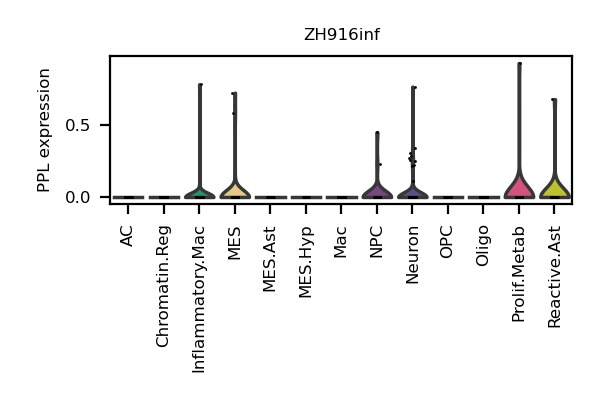 ZH916inf
PPL expression
0.5
0.0
AC
Chromatin.Reg
Inflammatory.Mac
MES
MES.Ast
MES.Hyp
Mac
NPC
Neuron
OPC
Oligo
Prolif.Metab
Reactive.Ast